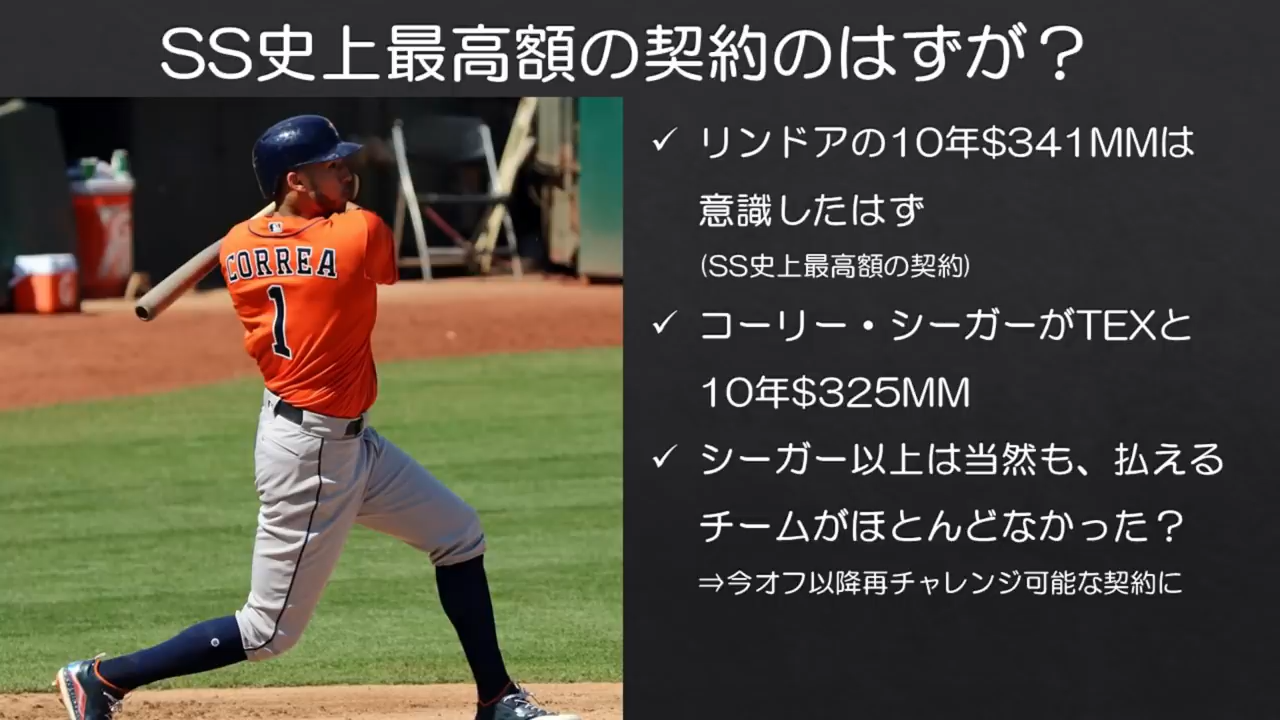 SS史上最高額の契約のはずが？
✓ リンドアの10年$341MMは
意識したはず
(SS史上最高額の契約)
✓ コーリー・シーガーがTEXと
10年$325MM
✓ シーガー以上は当然も、払える
チームがほとんどなかった？
⇒今オフ以降再チャレンジ可能な契約に
CORREA
1